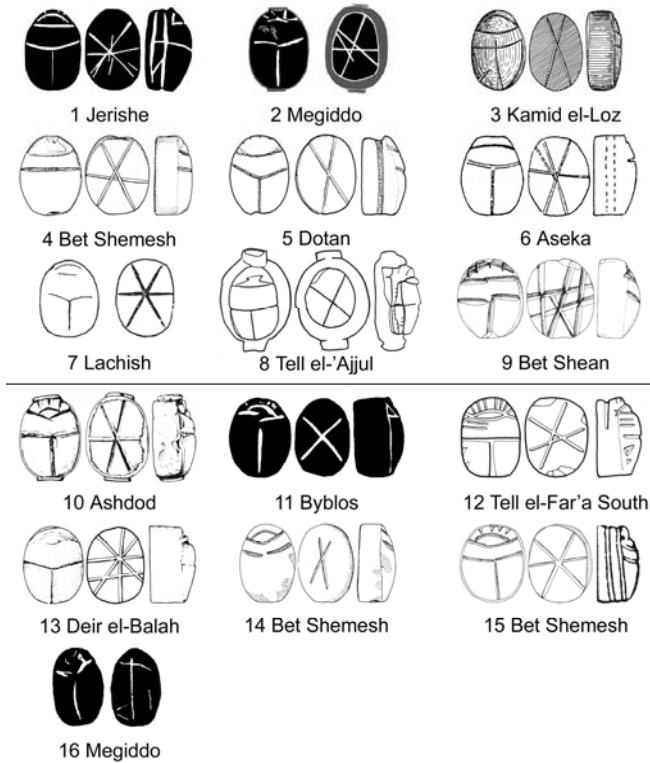 1 Jerishe
2 Megiddo
3 Kamid el-Loz
4 Bet Shemesh
5 Dotan
6 Aseka
7 Lachish
8 Tell el-'Ajjul
9 Bet Shean
10 Ashdod
11 Byblos
12 Tell el-Far'a South
13 Deir el-Balah
14 Bet Shemesh
15 Bet Shemesh
16 Megiddo